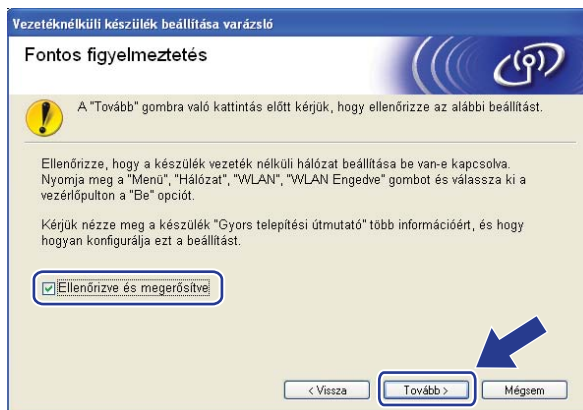 Vezetéknélküli készülék beállítása varázsló
Fontos figyelmeztetés
A "Tovább" gombra való kattintás előtt kérjük, hogy ellenőrizze az alábbi beállítást.
Ellenőrizze, hogy a készülék vezeték nélküli hálózat beállítása be van-e kapcsolva.
Nyomja meg a "Menü", "Hálózat", "WLAN", "WLAN Engedve" gombot és válassza ki a
vezérlőpulton a "Be" opciót.
Kérjük nézze meg a készülék "Gyors telepítési útmutató" több információért, és hogy
hogyan konfigurálja ezt a beállítást.
Ellenőrizve és megerősítve
< Vissza Tovább > Mégsem